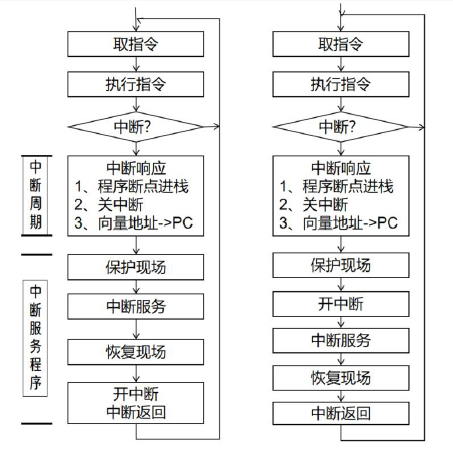 取指令
执行指令
中断?
中断周期
中断响应
1、程序断点进栈
2、关中断
3、向量地址->PC
中断服务程序
保护现场
中断服务
恢复现场
开中断
中断返回
取指令
执行指令
中断?
中断响应
1、程序断点进栈
2、关中断
3、向量地址->PC
保护现场
开中断
中断服务
恢复现场
中断返回